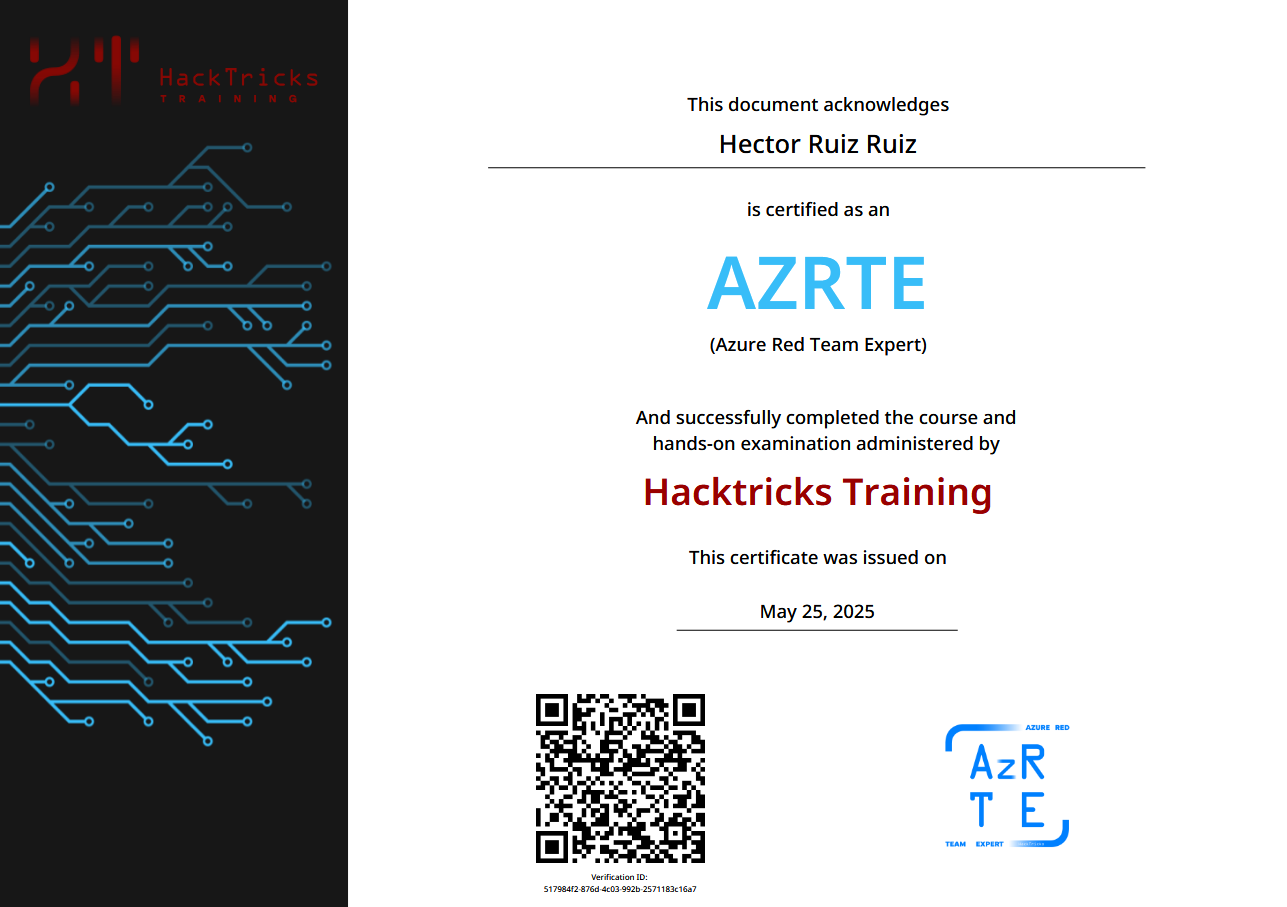 HackTricks
TRAINING
This document acknowledges
Hector Ruiz Ruiz
is certified as an
AZRTE
(Azure Red Team Expert)
And successfully completed the course and
hands-on examination administered by
Hacktricks Training
This certificate was issued on
May 25, 2025
Verification ID:
517984f2-876d-4c03-992b-2571183c16a7
AZURE RED
AzR
TE
TEAM EXPERT